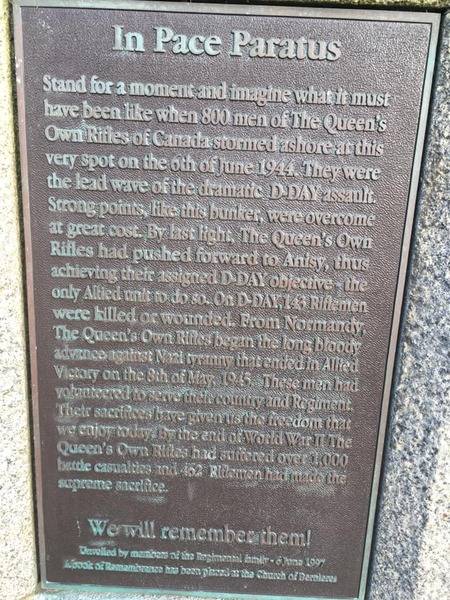 In Pace Paratus
Stand for a moment and imagine what it must
have been like when 800 men of The Queen's
Own Rifles of Canada stormed ashore at this
very spot on the 6th of June 1944. They were
the lead wave of the dramatic D-DAY assault.
Strong points, like this bunker, were overcome
at great cost. By last light, The Queen's Own
Rifles had pushed forward to Anisy, thus
achieving their assigned D-DAY objective - the
only Allied unit to do so. On D-DAY, 143 Riflemen
were killed or wounded. From Normandy,
The Queen's Own Rifles began the long bloody
advance against Nazi tyranny that ended in Allied
Victory on the 8th of May, 1945. These men had
volunteered to serve their country and Regiment.
Their sacrifices have given us the freedom that
we enjoy today. By the end of World War II The
Queen's Own Rifles had suffered over 1,000
battle casualties and 462 Riflemen had made the
supreme sacrifice.
We will remember them!
Unveiled by members of the Regimental family - 6 June 1997
A book of Remembrance has been placed at the Church of Bernieres